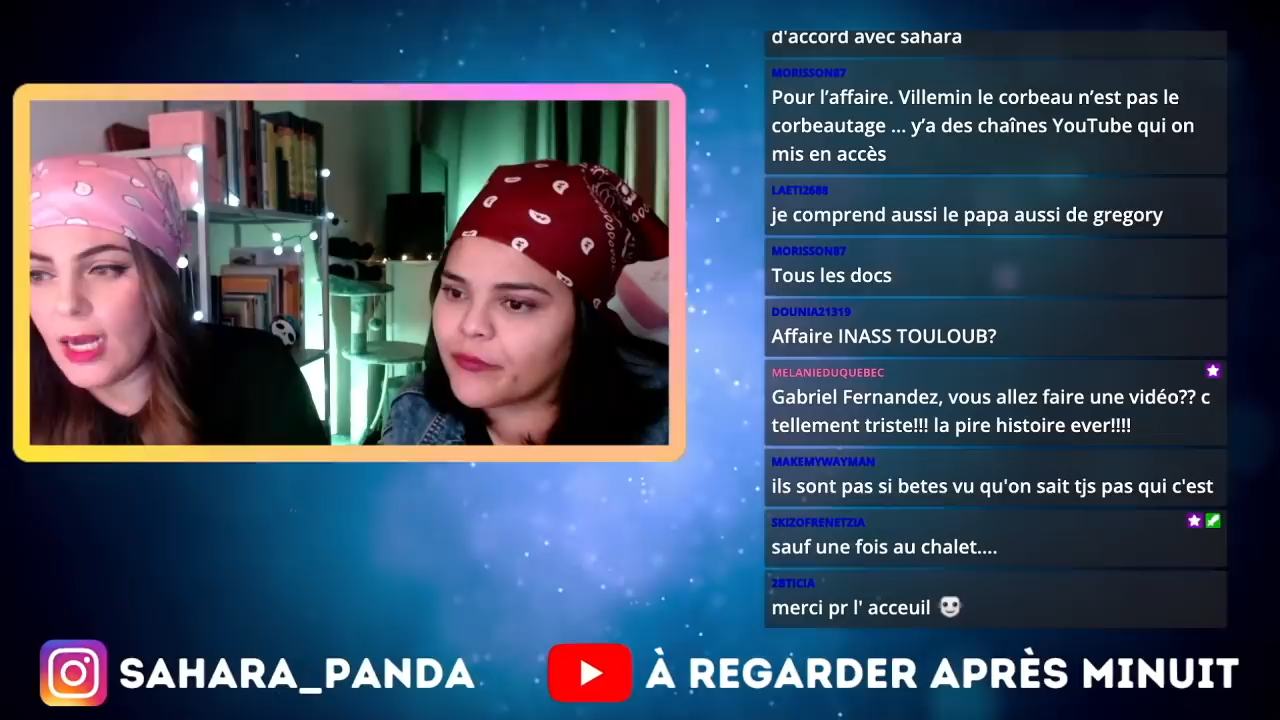 d'accord avec sahara
MORISSON87
Pour l’affaire. Villemin le corbeau n’est pas le
corbeautage ... y’a des chaînes YouTube qui on
mis en accès
LAETI2688
je comprend aussi le papa aussi de gregory
MORISSON87
Tous les docs
DOUNIA21319
Affaire INASS TOULOUB?
MELANIEDUQUEBEC
Gabriel Fernandez, vous allez faire une vidéo?? c
tellement triste!!! la pire histoire ever!!!!
MAKEMYWAYMAN
ils sont pas si betes vu qu'on sait tjs pas qui c'est
SKIZOFRENETZIA
sauf une fois au chalet....
2BTICIA
merci pr l' acceuil
SAHARA_PANDA
À REGARDER APRÈS MINUIT